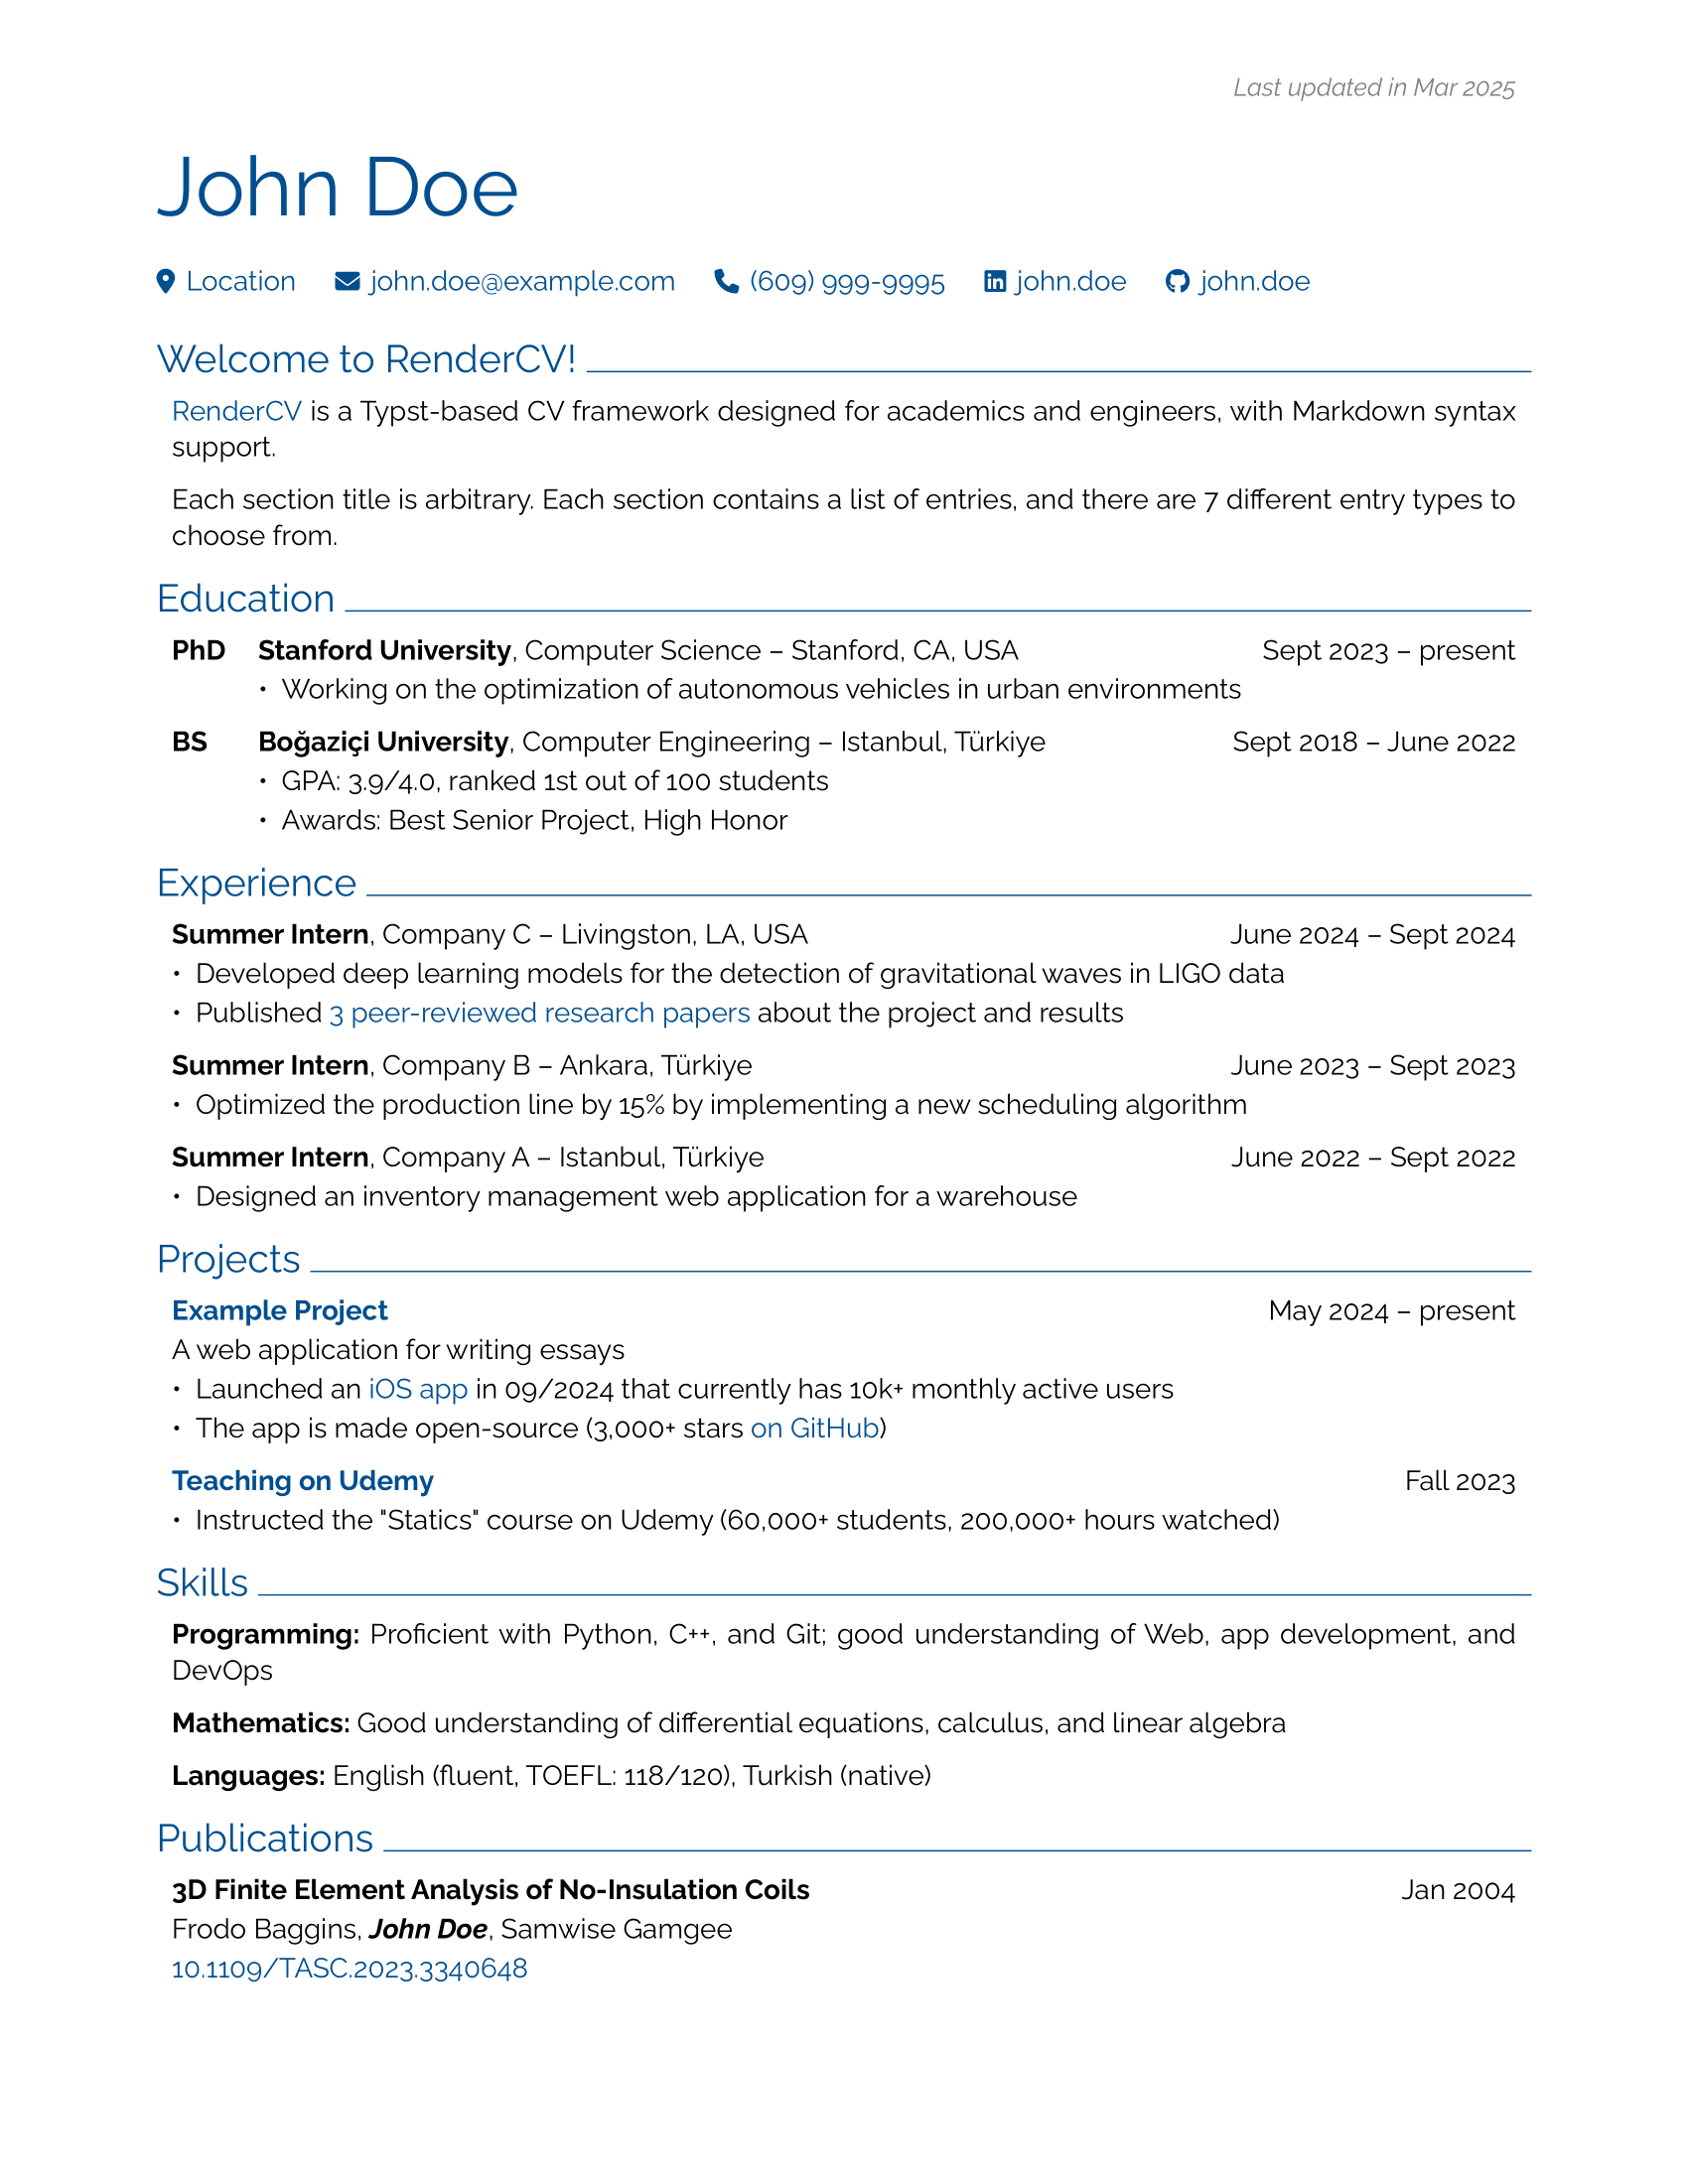 Last updated in Mar 2025
John Doe
Location john.doe@example.com (609) 999-9995 john.doe john.doe
Welcome to RenderCV!
RenderCV is a Typst-based CV framework designed for academics and engineers, with Markdown syntax
support.
Each section title is arbitrary. Each section contains a list of entries, and there are 7 different entry types to
choose from.
Education
PhD Stanford University, Computer Science – Stanford, CA, USA Sept 2023 – present
• Working on the optimization of autonomous vehicles in urban environments
BS Boğaziçi University, Computer Engineering – Istanbul, Türkiye Sept 2018 – June 2022
• GPA: 3.9/4.0, ranked 1st out of 100 students
• Awards: Best Senior Project, High Honor
Experience
Summer Intern, Company C – Livingston, LA, USA June 2024 – Sept 2024
• Developed deep learning models for the detection of gravitational waves in LIGO data
• Published 3 peer-reviewed research papers about the project and results
Summer Intern, Company B – Ankara, Türkiye June 2023 – Sept 2023
• Optimized the production line by 15% by implementing a new scheduling algorithm
Summer Intern, Company A – Istanbul, Türkiye June 2022 – Sept 2022
• Designed an inventory management web application for a warehouse
Projects
Example Project May 2024 – present
A web application for writing essays
• Launched an iOS app in 09/2024 that currently has 10k+ monthly active users
• The app is made open-source (3,000+ stars on GitHub)
Teaching on Udemy Fall 2023
• Instructed the "Statics" course on Udemy (60,000+ students, 200,000+ hours watched)
Skills
Programming: Proficient with Python, C++, and Git; good understanding of Web, app development, and
DevOps
Mathematics: Good understanding of differential equations, calculus, and linear algebra
Languages: English (fluent, TOEFL: 118/120), Turkish (native)
Publications
3D Finite Element Analysis of No-Insulation Coils Jan 2004
Frodo Baggins, John Doe, Samwise Gamgee
10.1109/TASC.2023.3340648